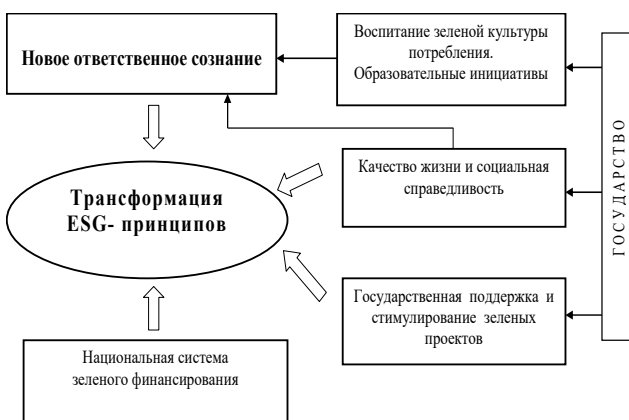 Новое ответственное сознание
Воспитание зеленой культуры
потребления.
Образовательные инициативы
Трансформация
ESG- принципов
Качество жизни и социальная
справедливость
Государственная поддержка и
стимулирование зеленых
проектов
Национальная система
зеленого финансирования
ГОСУДАРСТВО